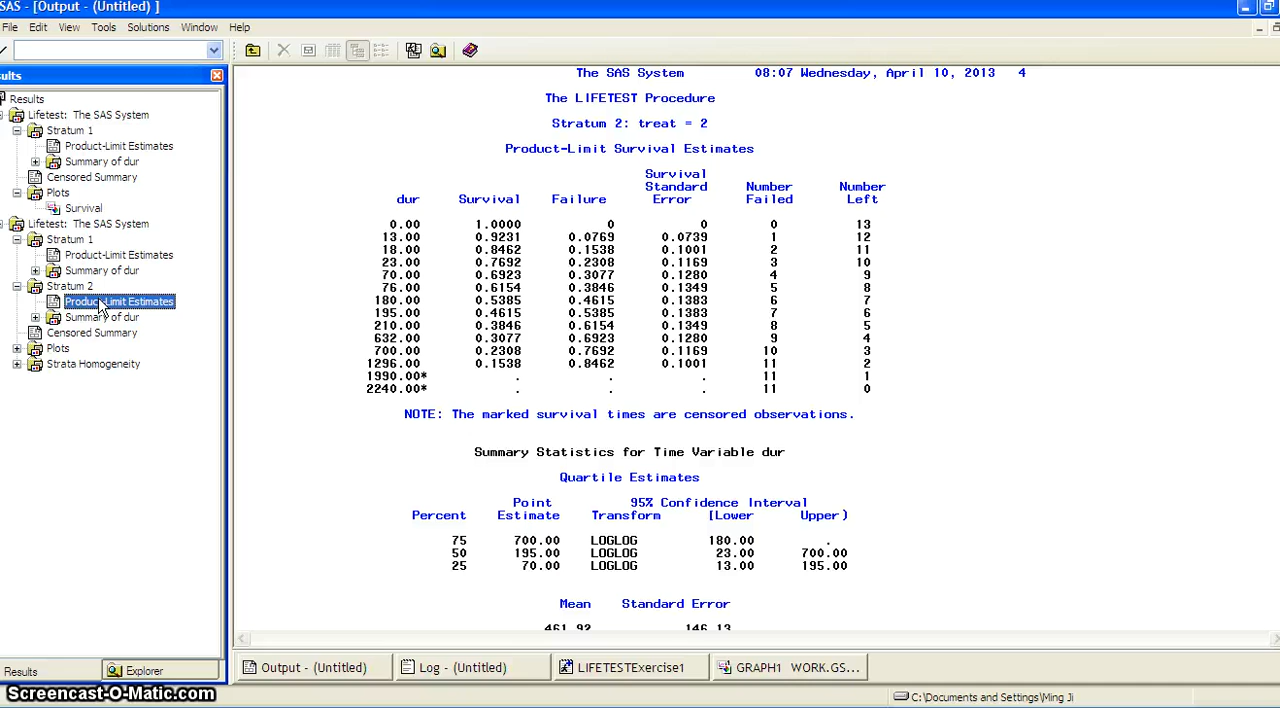 SAS - [Output - (Untitled) ]
File Edit View Tools Solutions Window Help
Results
Lifetest: The SAS System
Stratum 1
Product-Limit Estimates
Summary of dur
Censored Summary
Plots
Survival
Lifetest: The SAS System
Stratum 1
Product-Limit Estimates
Summary of dur
Stratum 2
Product-Limit Estimates
Summary of dur
Censored Summary
Plots
Strata Homogeneity
Results Explorer
The SAS System 08:07 Wednesday, April 10, 2013 4
The LIFETEST Procedure
Stratum 2: treat = 2
Product-Limit Survival Estimates
Survival
Standard Number Number
dur Survival Failure Error Failed Left
0.00 1.0000 0 0 0 13
13.00 0.9231 0.0769 0.0739 1 12
18.00 0.8462 0.1538 0.1001 2 11
23.00 0.7692 0.2308 0.1169 3 10
70.00 0.6923 0.3077 0.1280 4 9
76.00 0.6154 0.3846 0.1349 5 8
180.00 0.5385 0.4615 0.1383 6 7
195.00 0.4615 0.5385 0.1383 7 6
210.00 0.3846 0.6154 0.1349 8 5
632.00 0.3077 0.6923 0.1280 9 4
700.00 0.2308 0.7692 0.1169 10 3
1296.00 0.1538 0.8462 0.1001 11 2
1990.00* . . . 11 1
2240.00* . . . 11 0
NOTE: The marked survival times are censored observations.
Summary Statistics for Time Variable dur
Quartile Estimates
Point 95% Confidence Interval
Percent Estimate Transform [Lower Upper)
75 700.00 LOGLOG 180.00 .
50 195.00 LOGLOG 23.00 700.00
25 70.00 LOGLOG 13.00 195.00
Mean Standard Error
461.92 146.13
Output - (Untitled) Log - (Untitled) LIFETESTExercise1 GRAPH1 WORK.GS...
Screencast-O-Matic.com
C:\Documents and Settings\Ming Ji